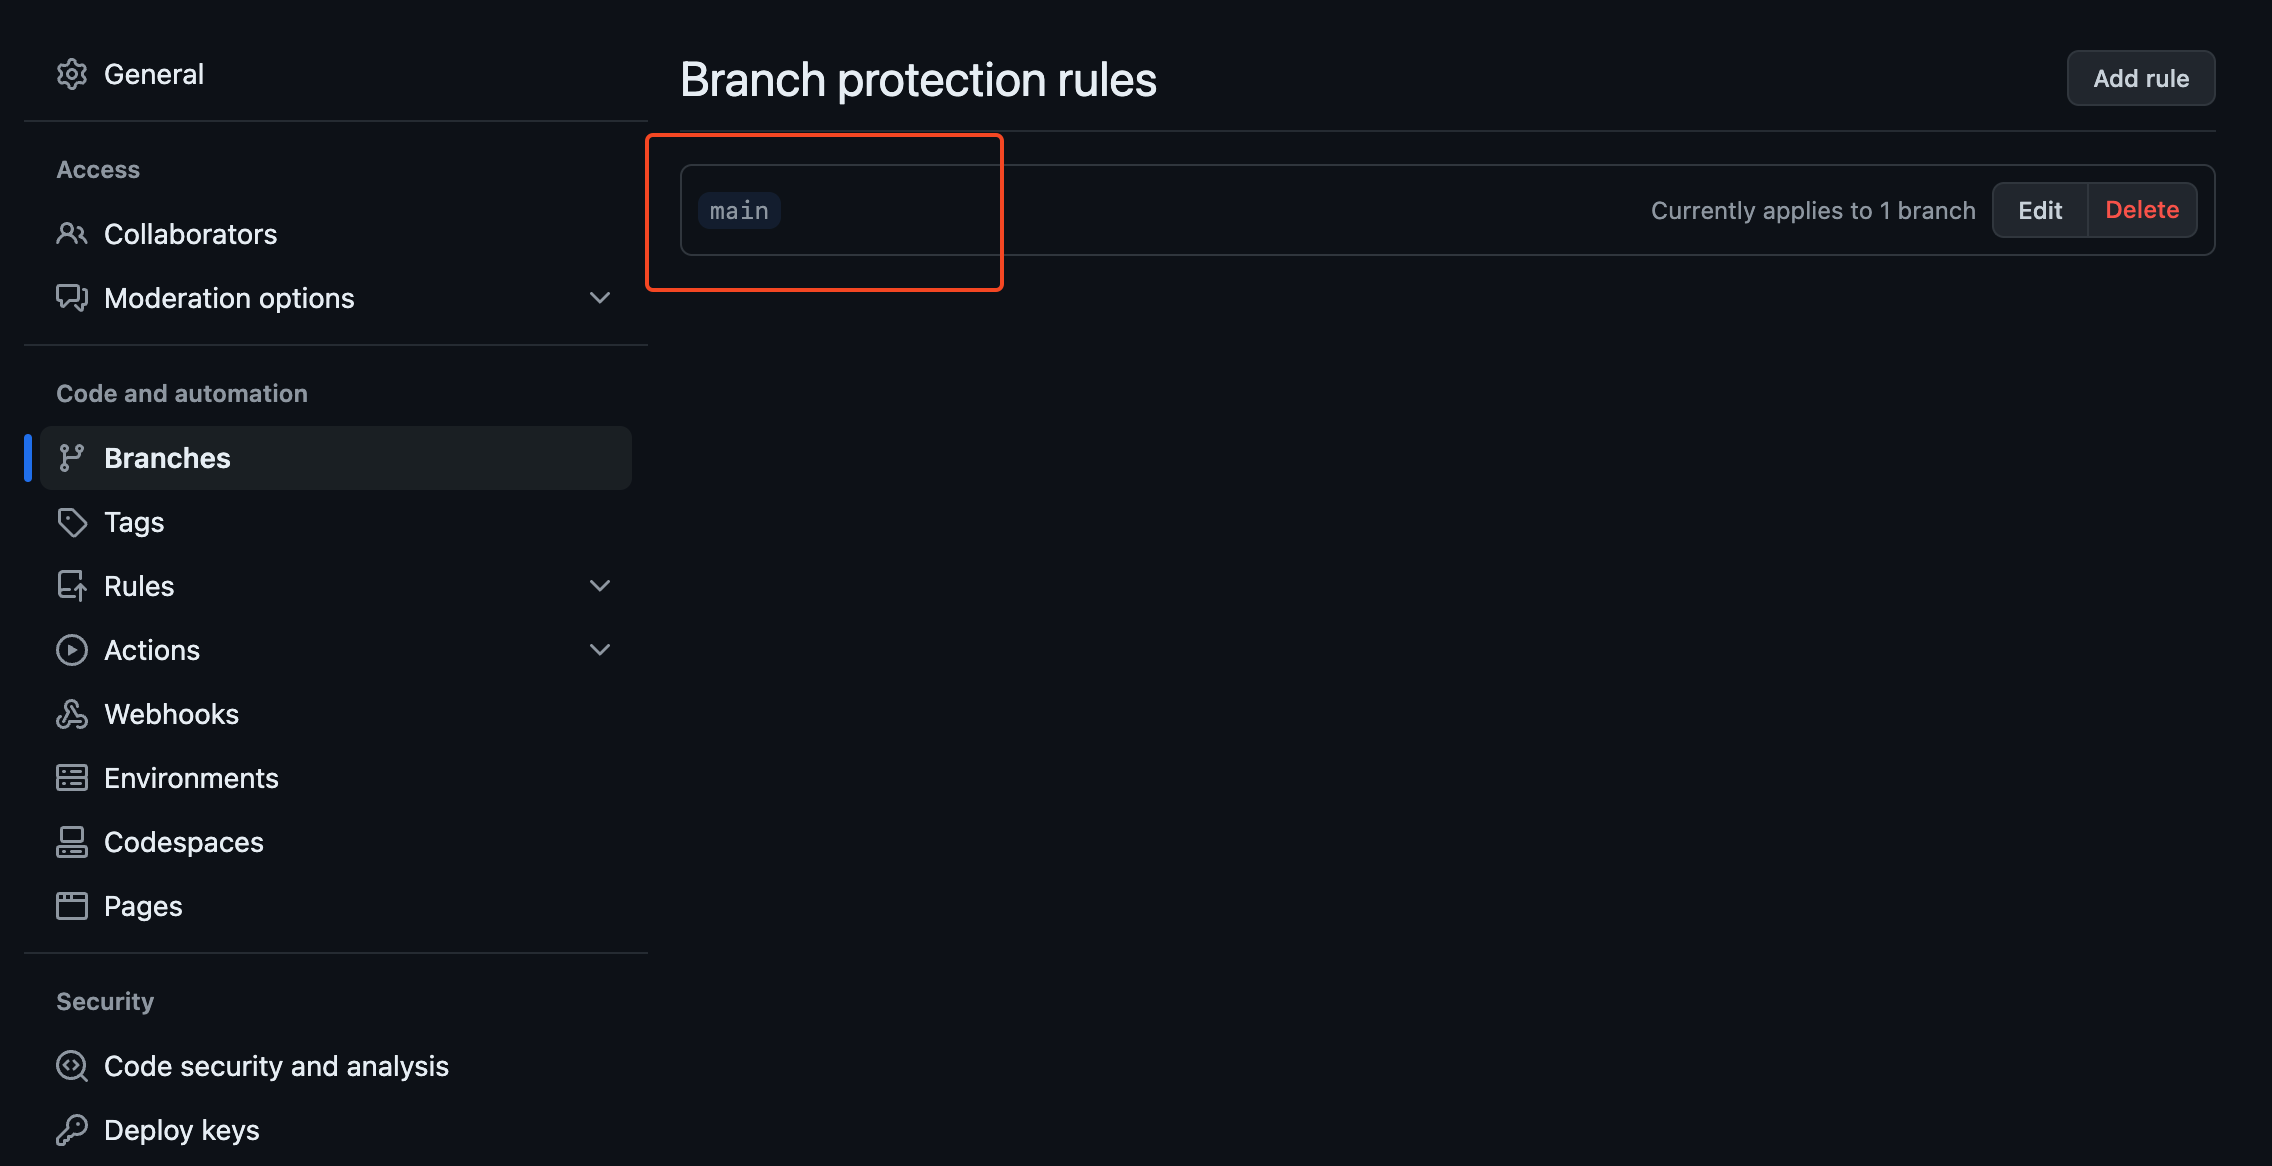 General
Access
Collaborators
Moderation options
Code and automation
Branches
Tags
Rules
Actions
Webhooks
Environments
Codespaces
Pages
Security
Code security and analysis
Deploy keys
Branch protection rules
Add rule
main
Currently applies to 1 branch
Edit
Delete